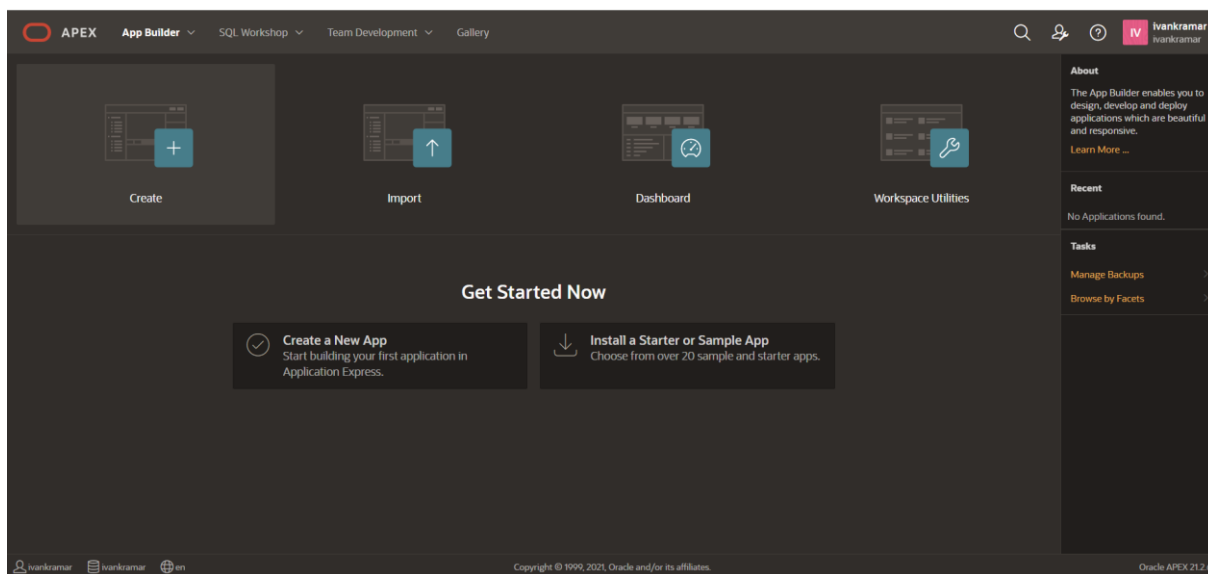 APEX App Builder SQL Workshop Team Development Gallery
IV ivankramar
ivankramar
Create
Import
Dashboard
Workspace Utilities
About
The App Builder enables you to
design, develop and deploy
applications which are beautiful
and responsive.
Learn More ...
Recent
No Applications found.
Tasks
Manage Backups
Browse by Facets
Get Started Now
Create a New App
Start building your first application in
Application Express.
Install a Starter or Sample App
Choose from over 20 sample and starter apps.
ivankramar ivankramar en
Copyright © 1999, 2021, Oracle and/or its affiliates.
Oracle APEX 21.2.